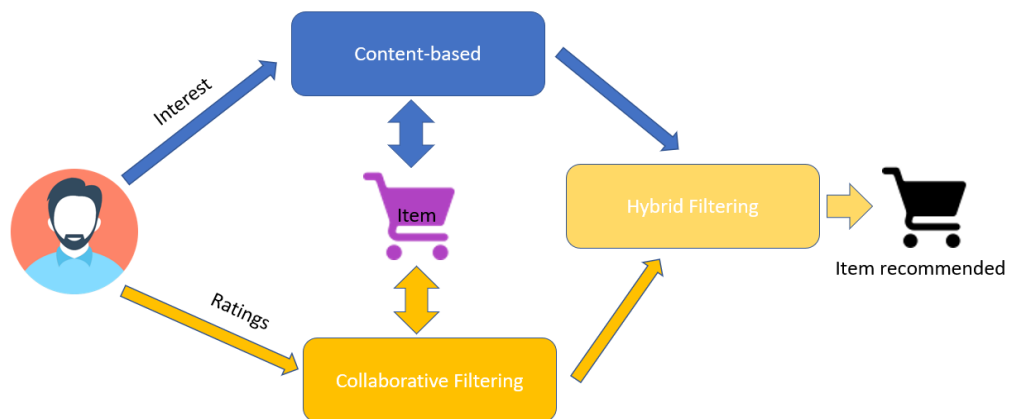 Content-based
Interest
Item
Hybrid Filtering
Item recommended
Ratings
Collaborative Filtering